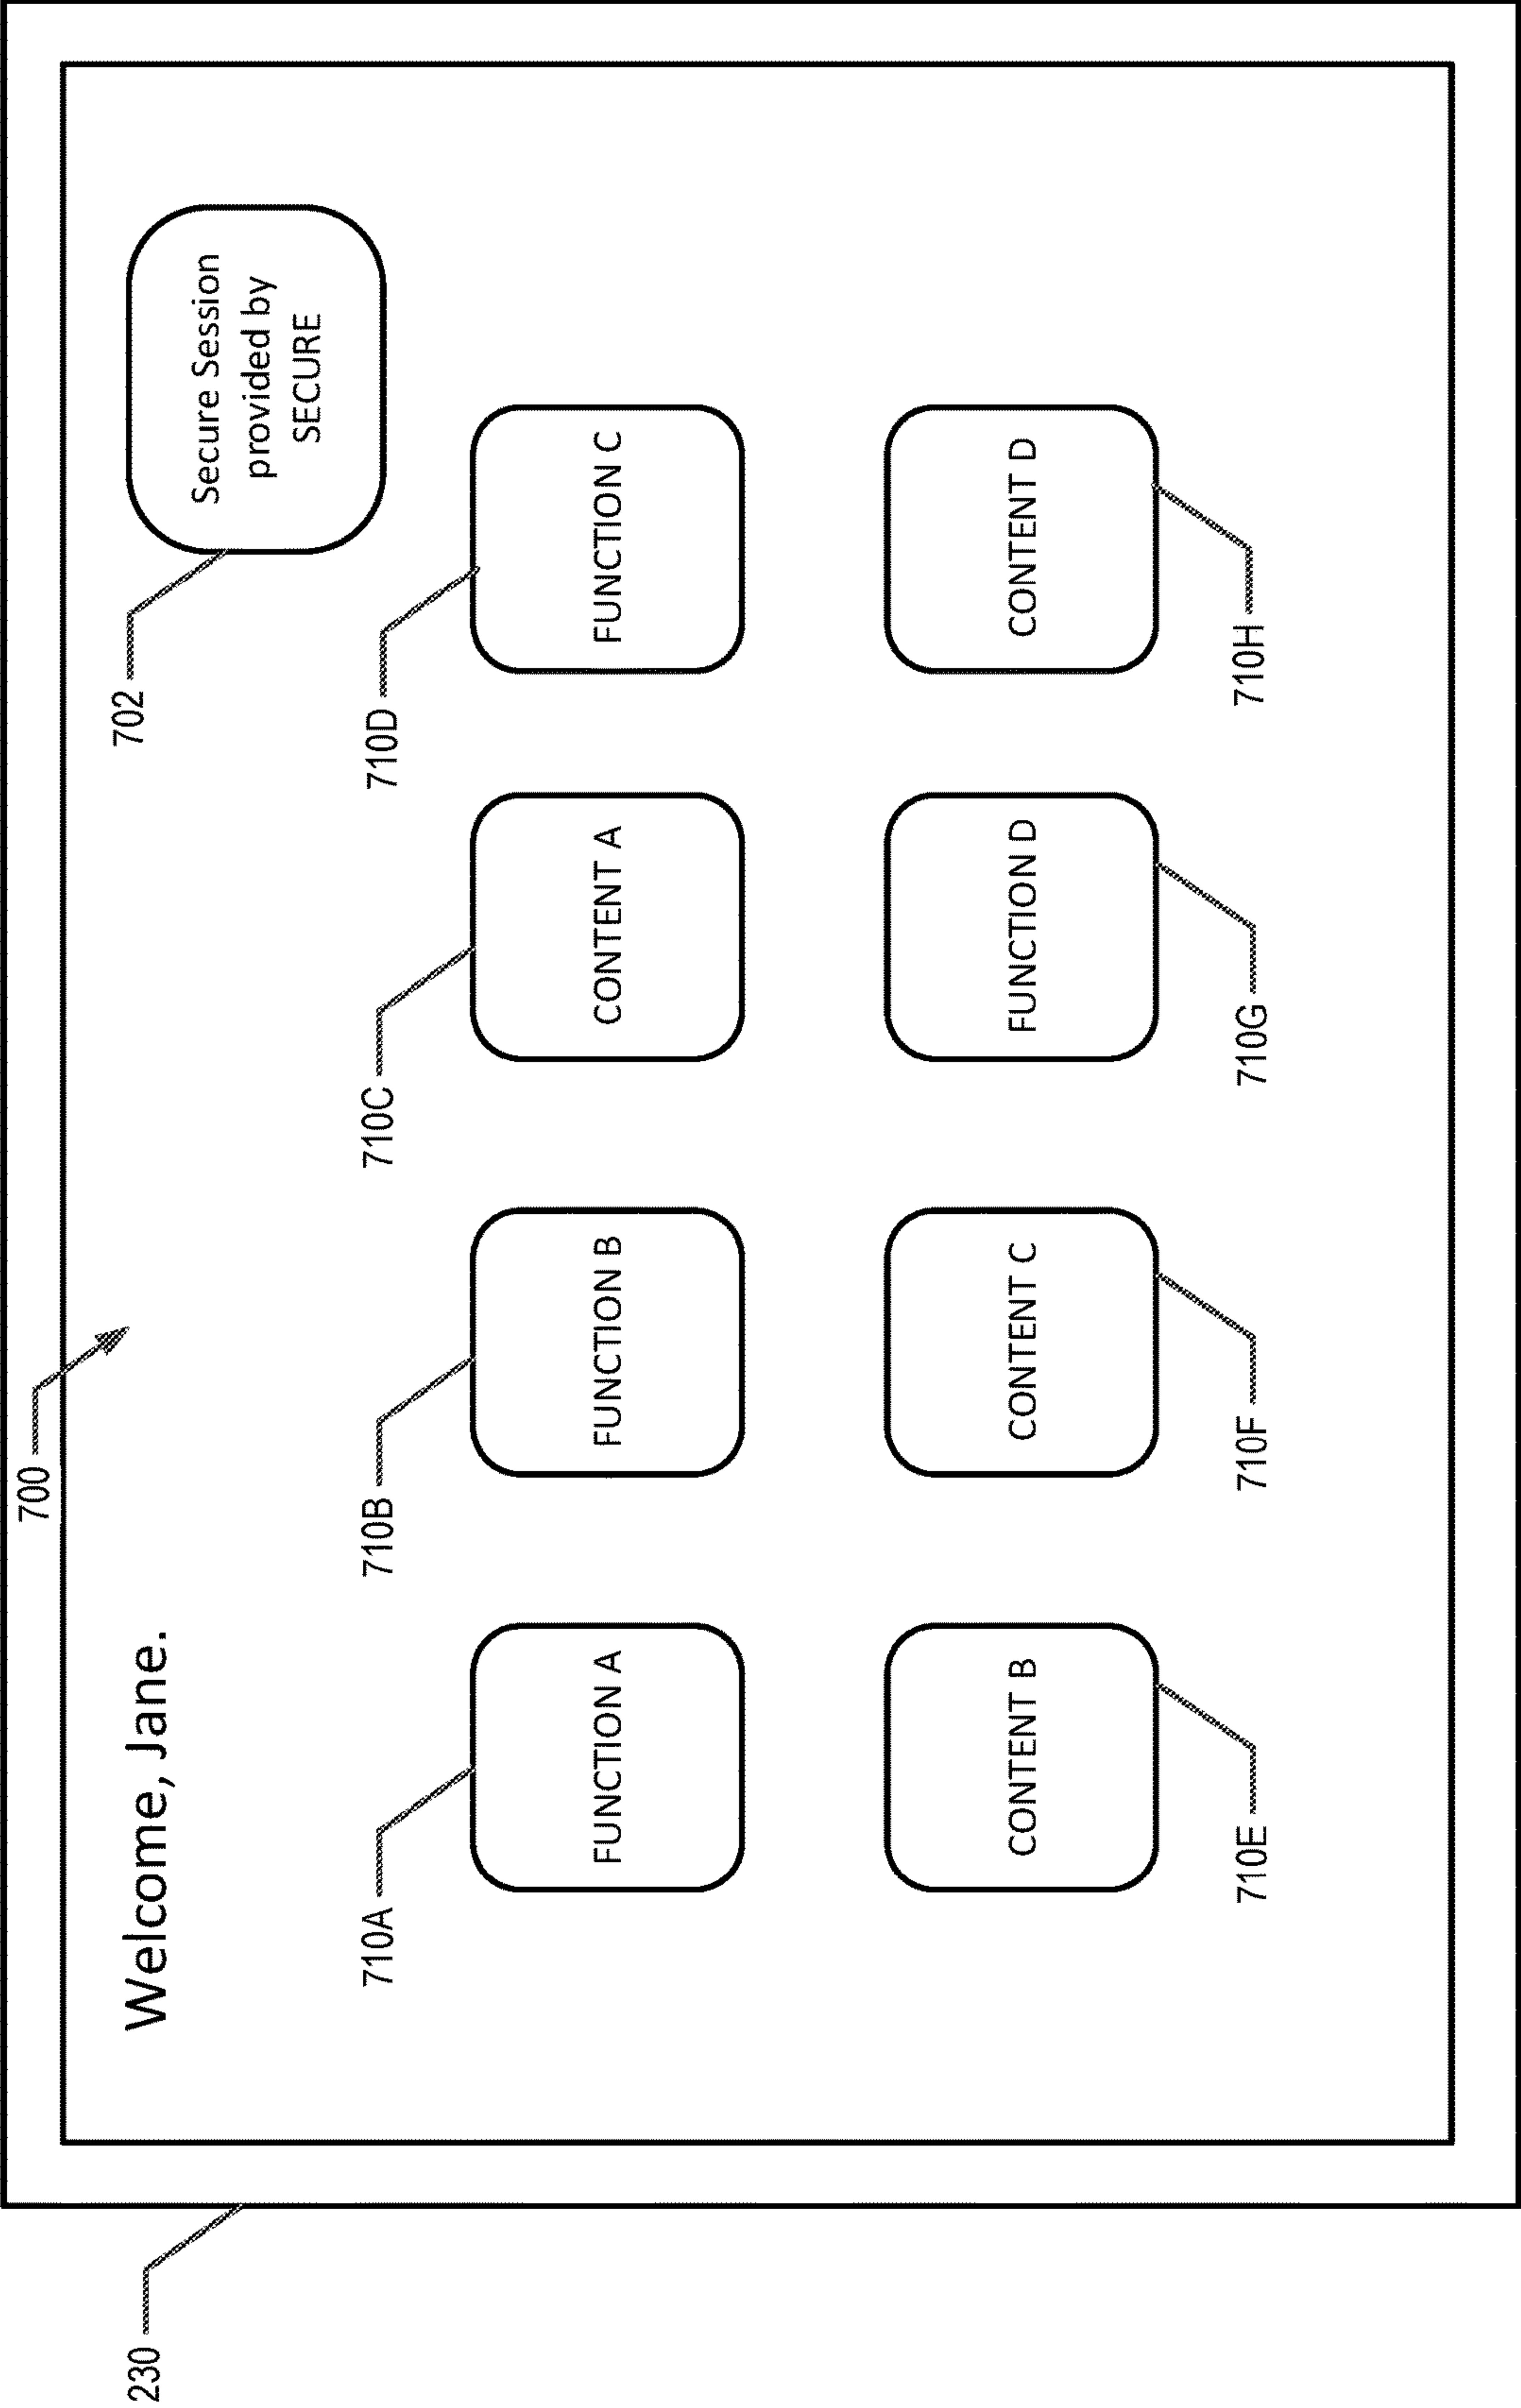 700
Welcome, Jane.
702
Secure Session
provided by
SECURE
710A
710B
710C
710D
FUNCTION A
FUNCTION B
CONTENT A
FUNCTION C
CONTENT B
CONTENT C
FUNCTION D
CONTENT D
710E
710F
710G
710H
230